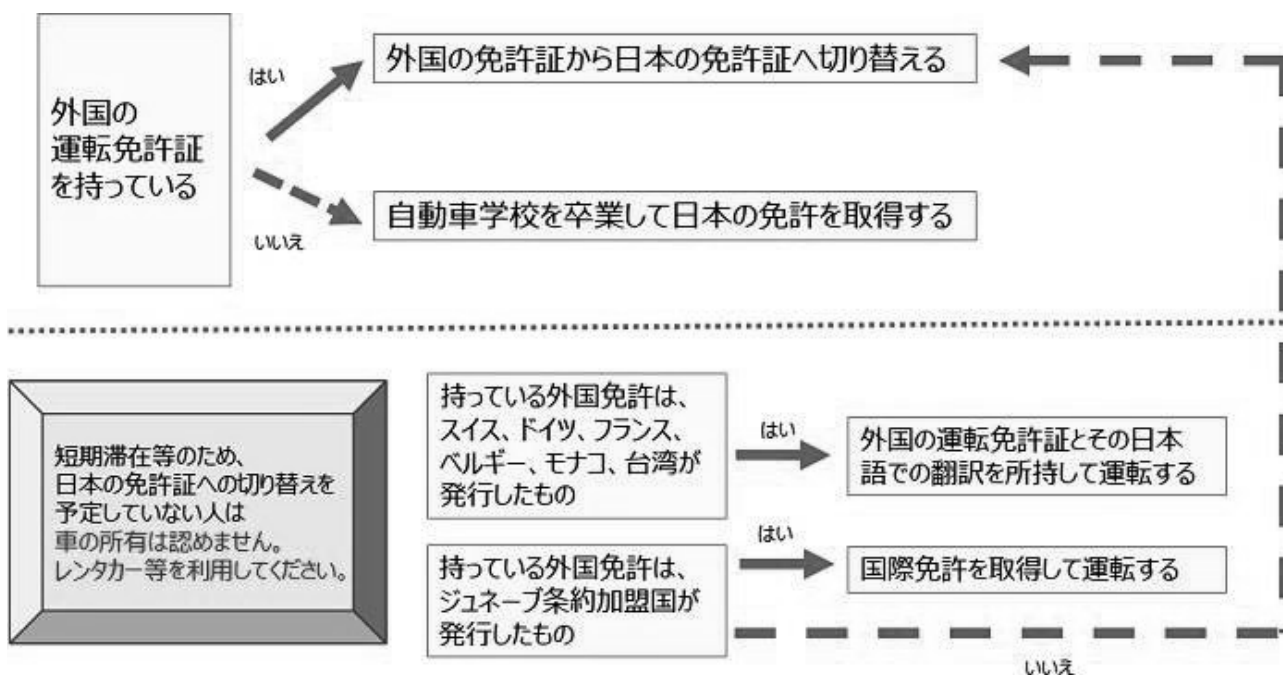 外国の
運転免許証
を持っている
はい
外国の免許証から日本の免許証へ切り替える
いいえ
自動車学校を卒業して日本の免許を取得する
短期滞在等のため、
日本の免許証への切り替えを
予定していない人は
車の所有は認めません。
レンタカー等を利用してください。
持っている外国免許は、
スイス、ドイツ、フランス、
ベルギー、モナコ、台湾が
発行したもの
はい
外国の運転免許証とその日本
語での翻訳を所持して運転する
持っている外国免許は、
ジュネーブ条約加盟国が
発行したもの
はい
国際免許を取得して運転する
いいえ